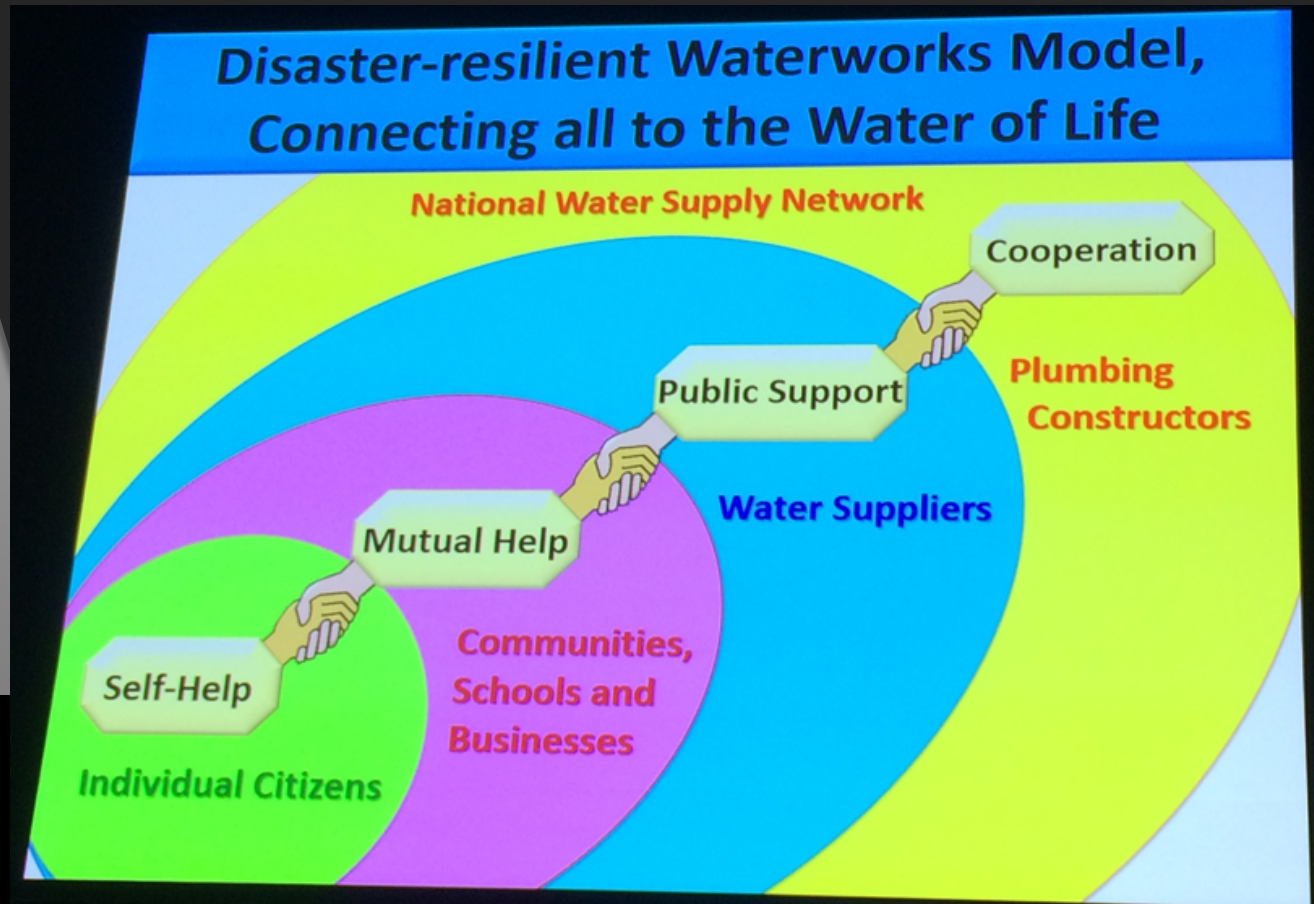 Disaster-resilient Waterworks Model,
Connecting all to the Water of Life
National Water Supply Network
Cooperation
Plumbing
Constructors
Public Support
Water Suppliers
Mutual Help
Communities,
Schools and
Businesses
Self-Help
Individual Citizens